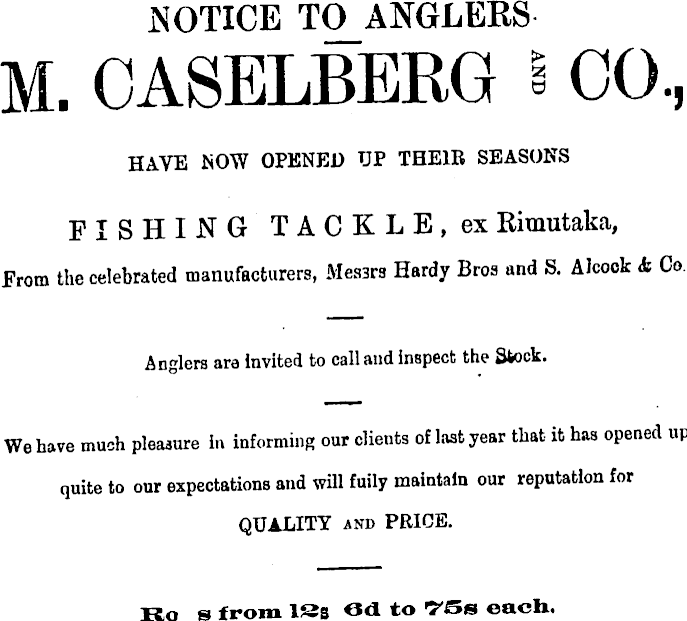 NOTICE TO ANGLERS.
M. CASELBERG AND CO.,
HAVE NOW OPENED UP THEIR SEASONS
FISHING TACKLE, ex Rimutaka,
From the celebrated manufacturers, Messrs Hardy Bros and S. Alcock & Co.
Anglers are invited to call and inspect the Stock.
We have much pleasure in informing our clients of last year that it has opened up
quite to our expectations and will fully maintain our reputation for
QUALITY AND PRICE.
from 12s 6d to 75s each.